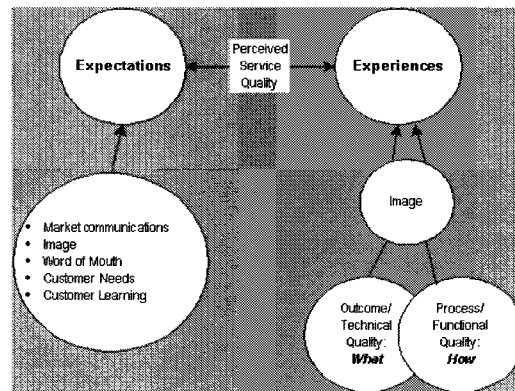 Expectations
Perceived
Service
Quality
Experiences
• Market communications
• Image
• Word of Mouth
• Customer Needs
• Customer Learning
Image
Outcome/
Technical
Quality:
What
Process/
Functional
Quality:
How